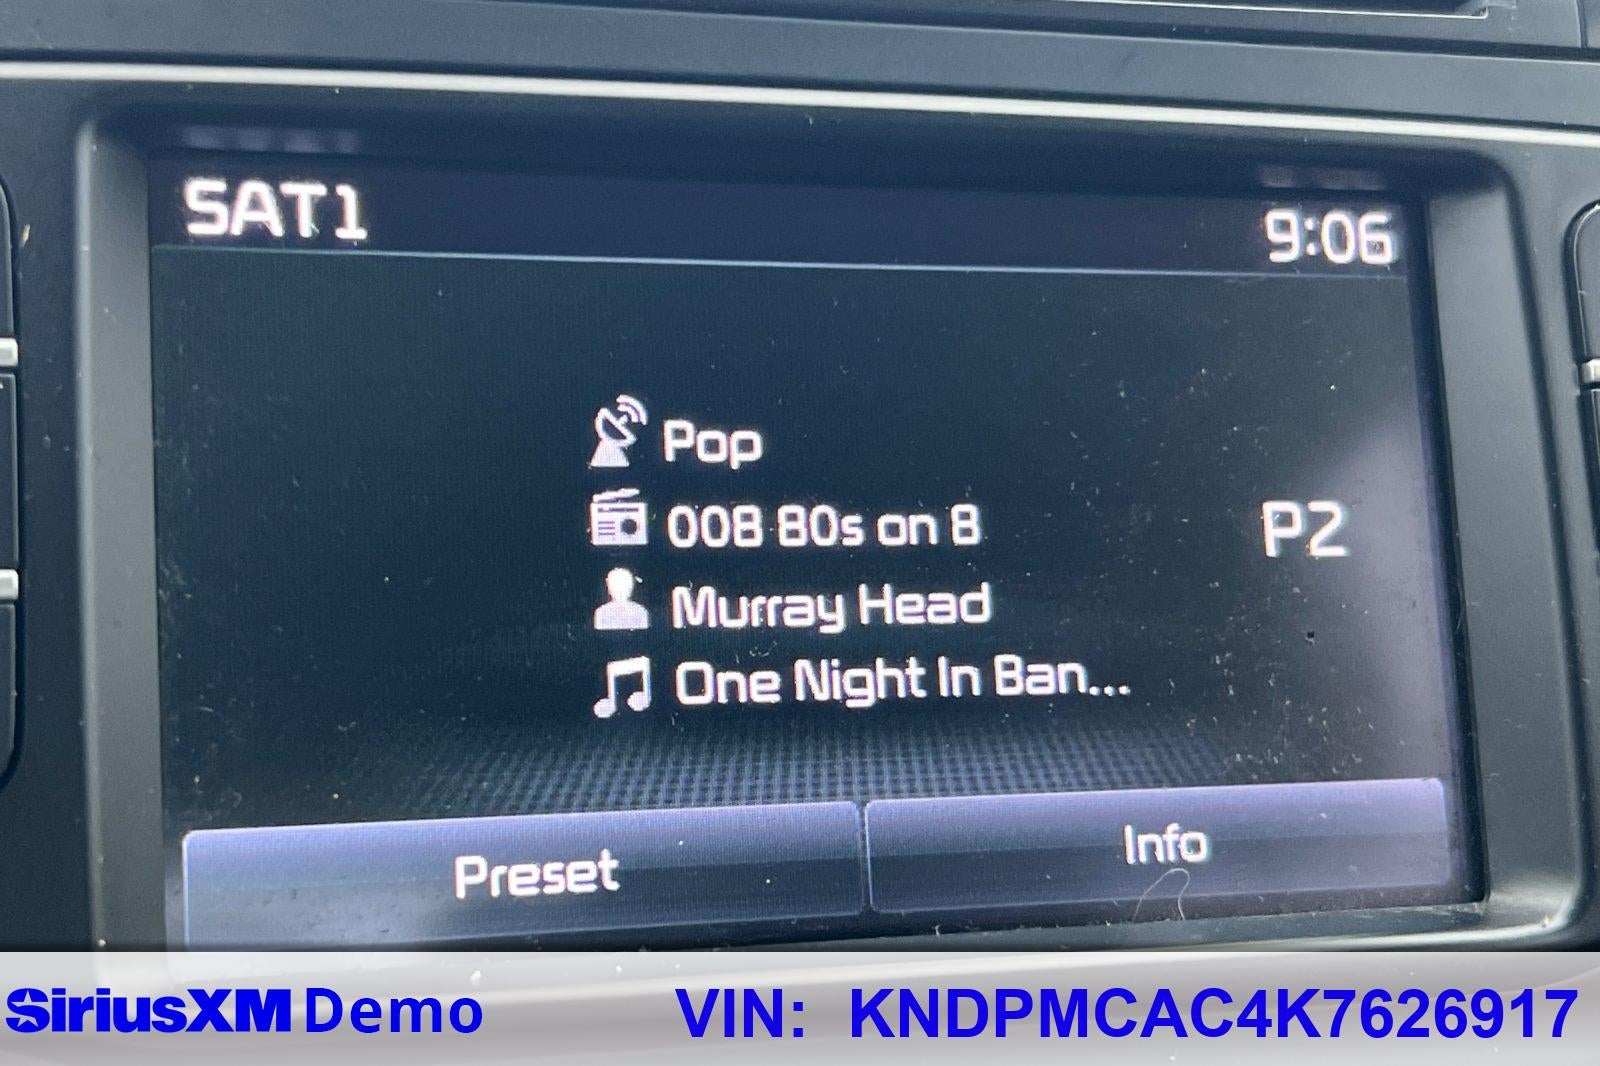 SAT1
9:06
Pop
008 80s on 8
P2
Murray Head
One Night In Ban...
Preset
Info
SiriusXM Demo
VIN: KNDPMCAC4K7626917